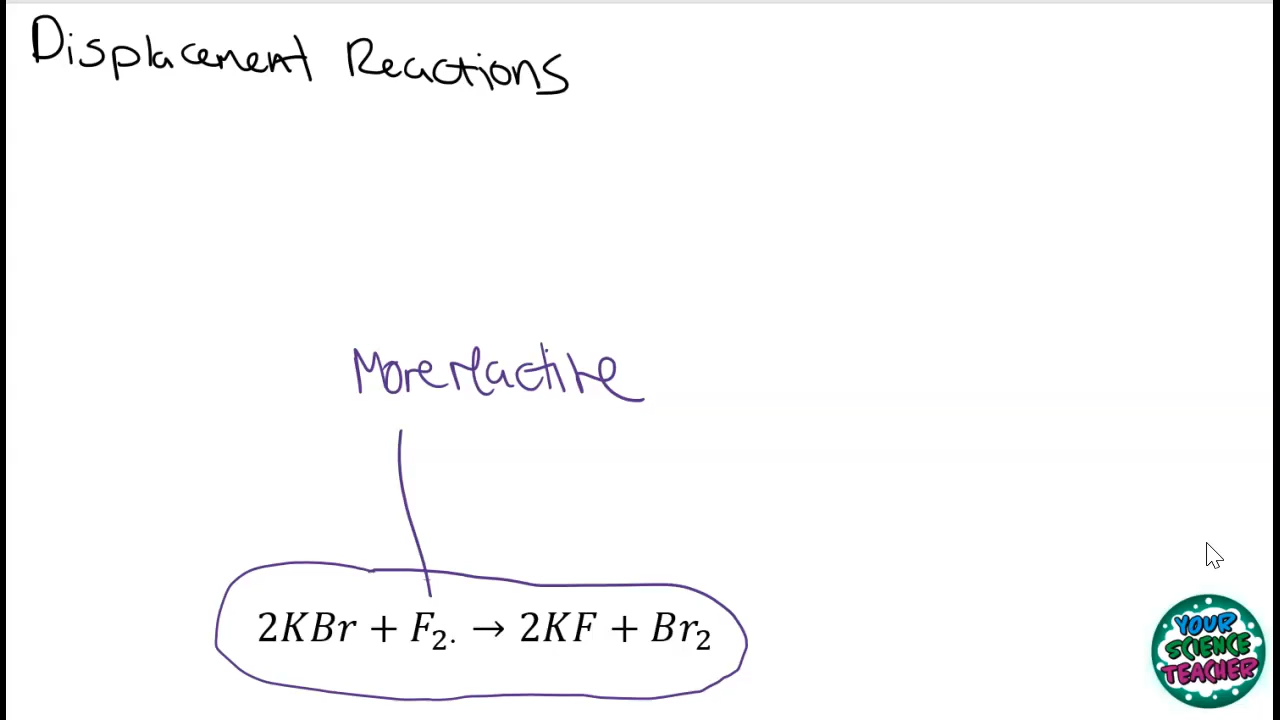 Displacement Reactions
More reactive
2KBr + F₂. → 2KF + Br₂
YOUR
SCIENCE
TEACHER